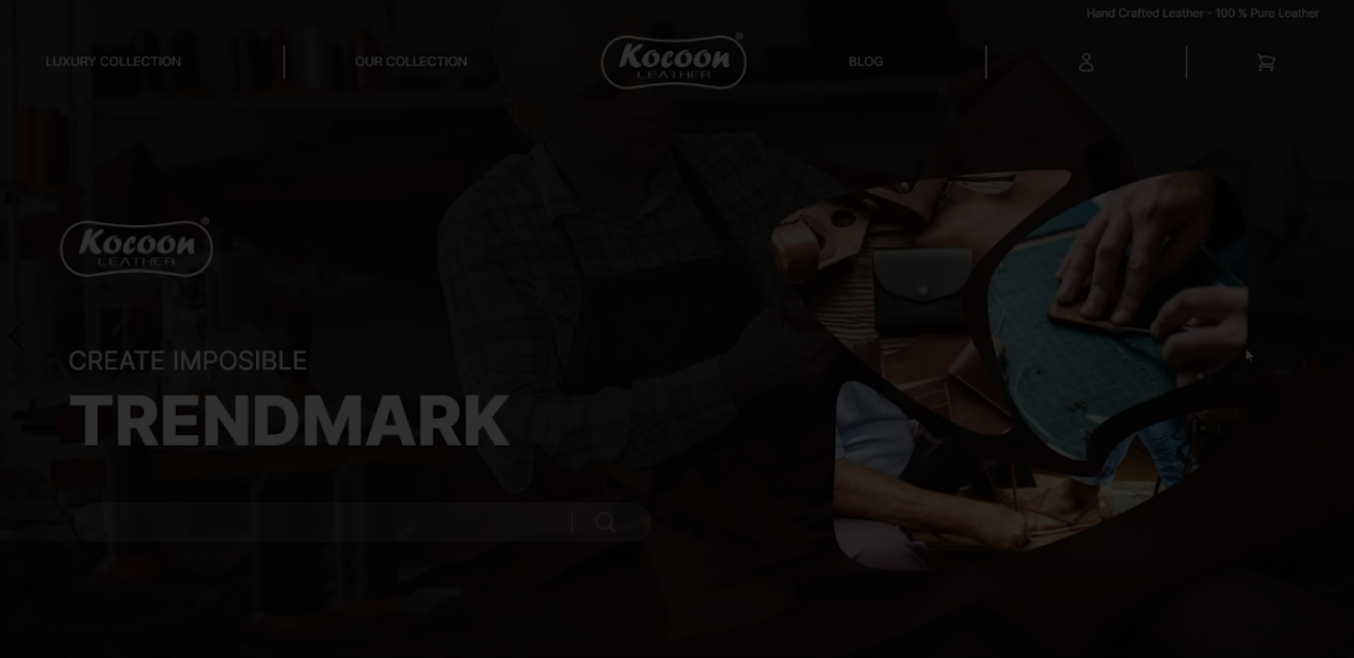 Hand Crafted Leather - 100 % Pure Leather
LUXURY COLLECTION
OUR COLLECTION
Kocoon®
LEATHER
BLOG
Kocoon®
LEATHER
CREATE IMPOSIBLE
TRENDMARK